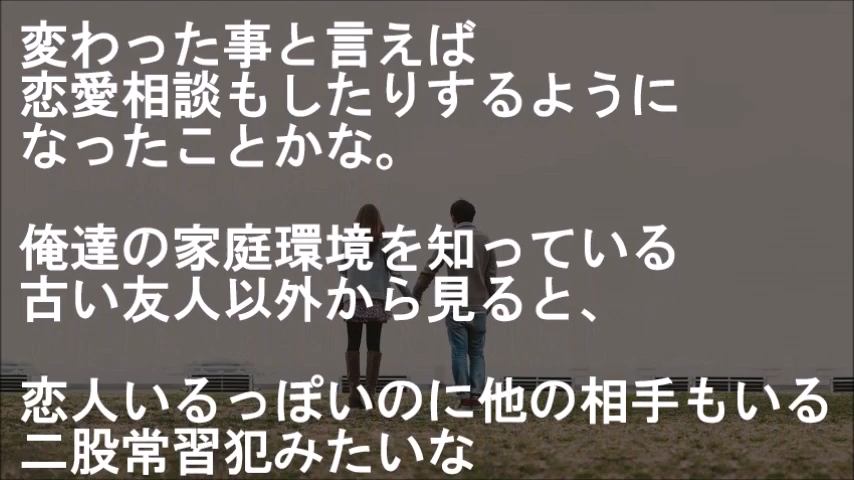 変わった事と言えば
恋愛相談もしたりするように
なったことかな。
俺達の家庭環境を知っている
古い友人以外から見ると、
恋人いるっぽいのに他の相手もいる
二股常習犯みたいな